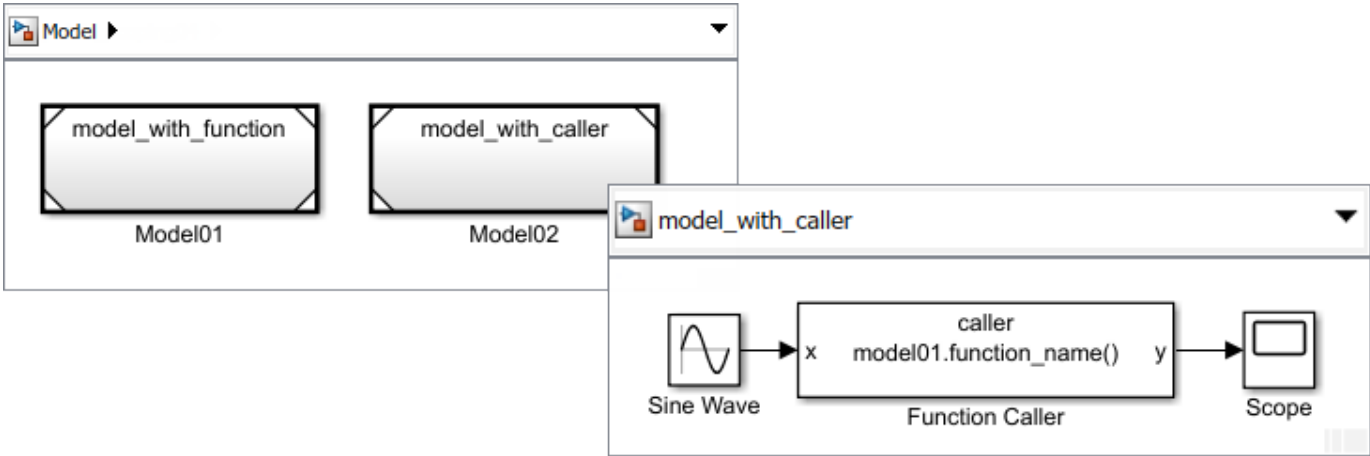 Model
model_with_function
Model01
model_with_caller
Model02
model_with_caller
Sine Wave
x
caller
model01.function_name()
y
Function Caller
Scope